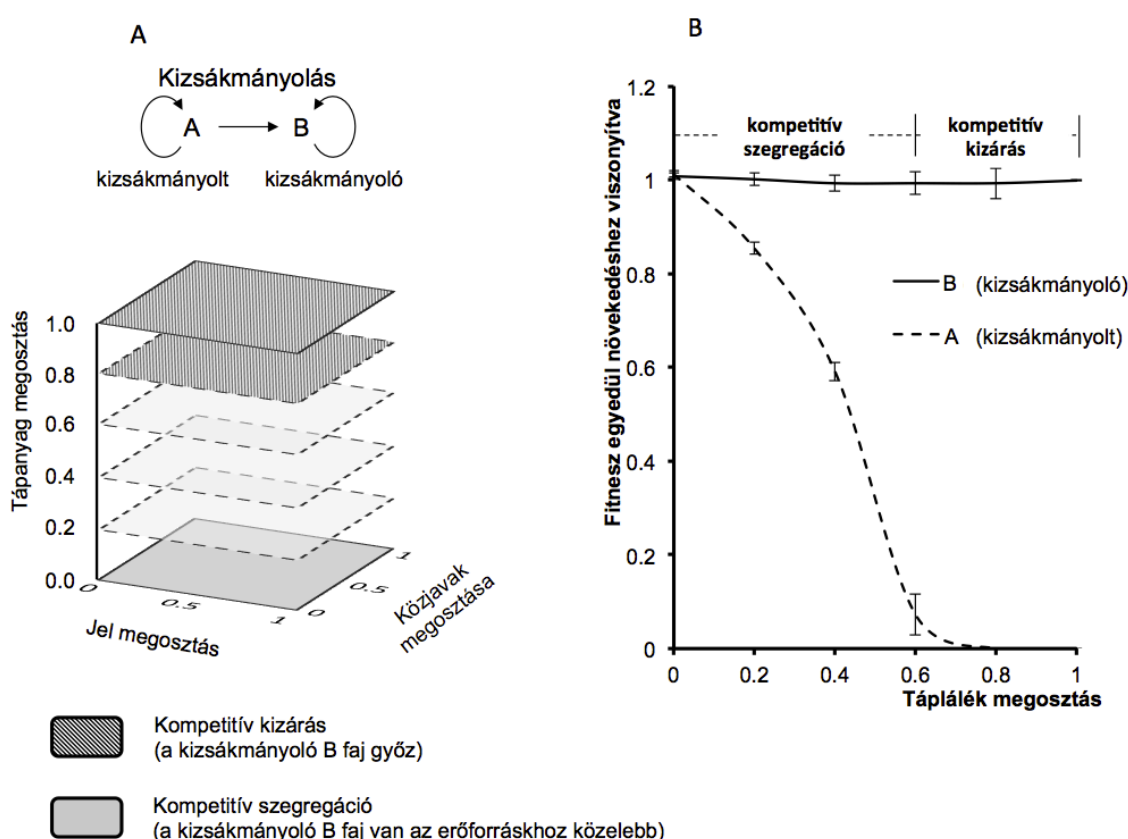 A
Kizsákmányolás
A B
kizsákmányolt kizsákmányoló
Tápanyag megosztás
1.0
0.8
0.6
0.4
0.2
0.0
0 0.5 1
Jel megosztás
0 0.5 1
Közjavak
megosztása
Kompetitív kizárás
(a kizsákmányoló B faj győz)
Kompetitív szegregáció
(a kizsákmányoló B faj van az erőforráskhoz közelebb)
B
Fitnesz egyedül növekedéshez viszonyítva
1.2
1
0.8
0.6
0.4
0.2
0
kompetitív
szegregáció
kompetitív
kizárás
B (kizsákmányoló)
A (kizsákmányolt)
0 0.2 0.4 0.6 0.8 1
Táplálék megosztás